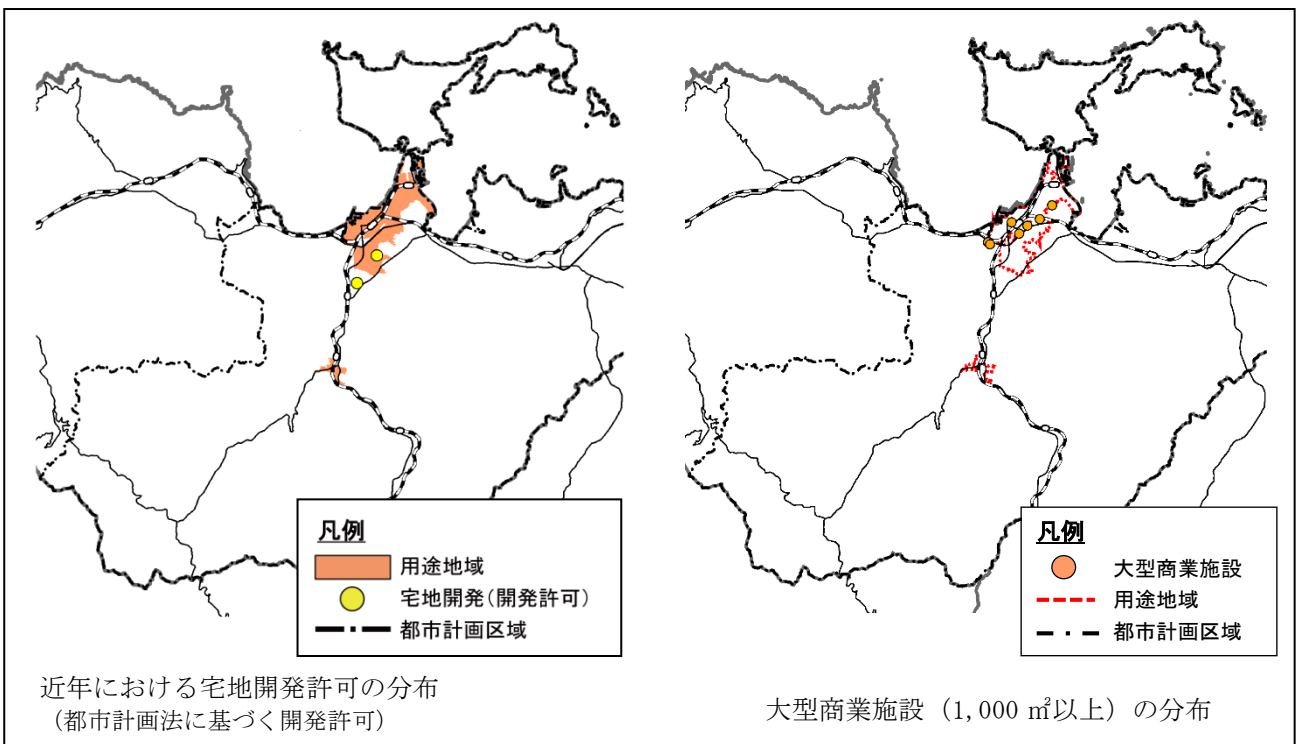 凡例
用途地域
宅地開発(開発許可)
都市計画区域
近年における宅地開発許可の分布
(都市計画法に基づく開発許可)
凡例
大型商業施設
用途地域
都市計画区域
大型商業施設（1,000 ㎡以上）の分布